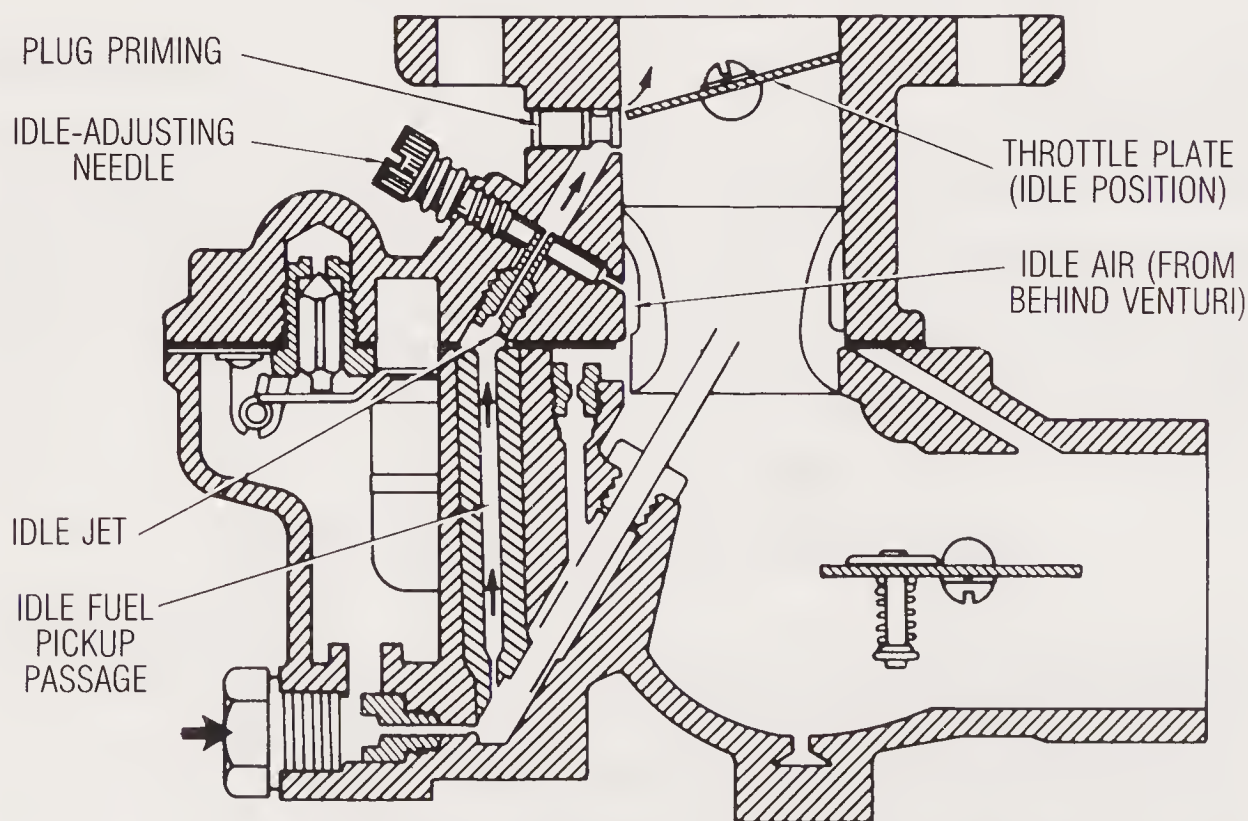 PLUG PRIMING
IDLE-ADJUSTING
NEEDLE
THROTTLE PLATE
(IDLE POSITION)
IDLE AIR (FROM
BEHIND VENTURI)
IDLE JET
IDLE FUEL
PICKUP
PASSAGE